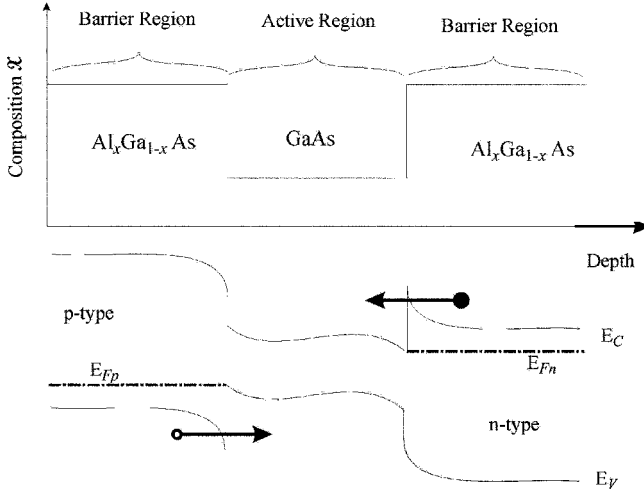 Barrier Region
Active Region
Barrier Region
Composition x
AlxGa1-x As
GaAs
AlxGa1-x As
Depth
p-type
EC
EFn
EFp
n-type
EV